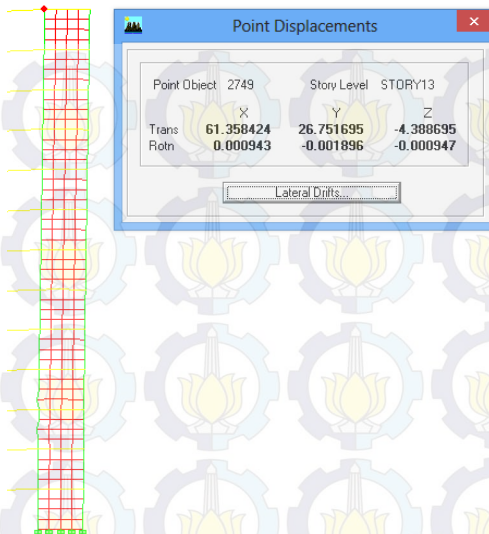 Point Displacements
Point Object 2749 Story Level STORY13
X Y Z
Trans 61.358424 26.751695 -4.388695
Rotn 0.000943 -0.001896 -0.000947
Lateral Drifts...